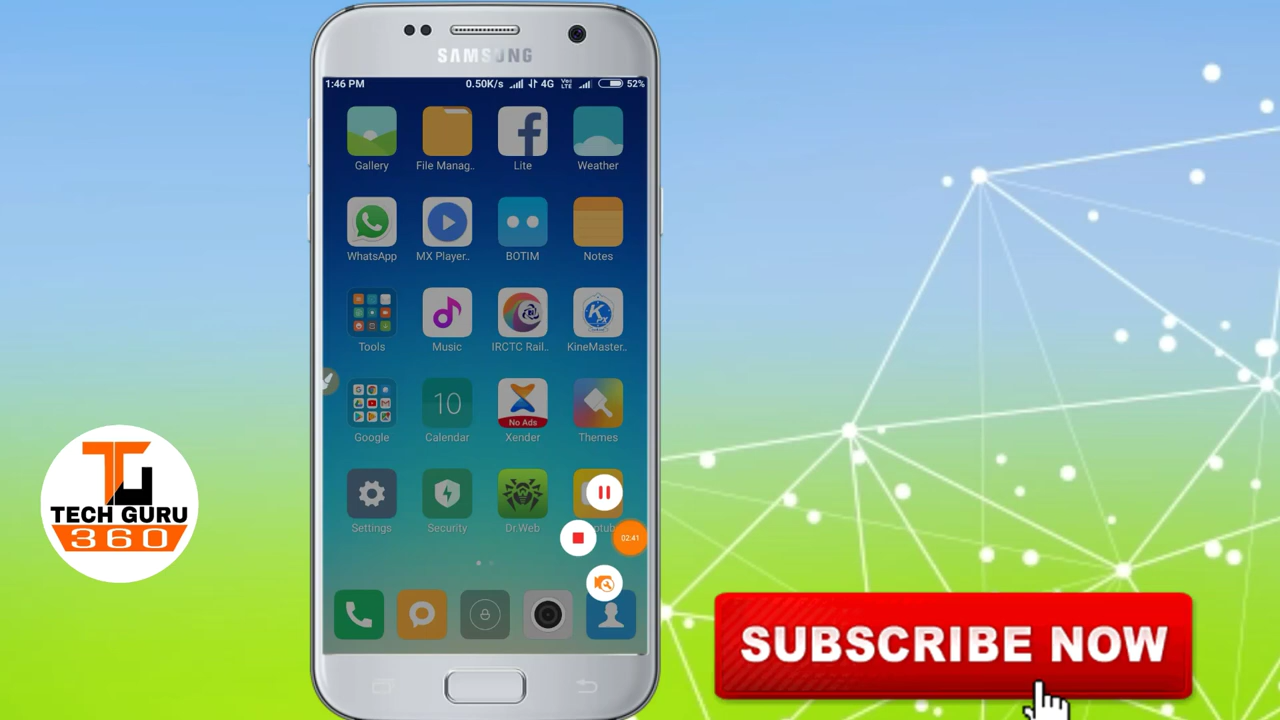 SAMSUNG
1:46 PM 0.50K/s 4G Vo LTE 52%
Gallery File Manag.. Lite Weather
WhatsApp MX Player.. BOTIM Notes
Tools Music IRCTC Rail.. KineMaster..
10
No Ads
Google Calendar Xender Themes
Settings Security Dr.Web
02:41
TECH GURU
360
SUBSCRIBE NOW